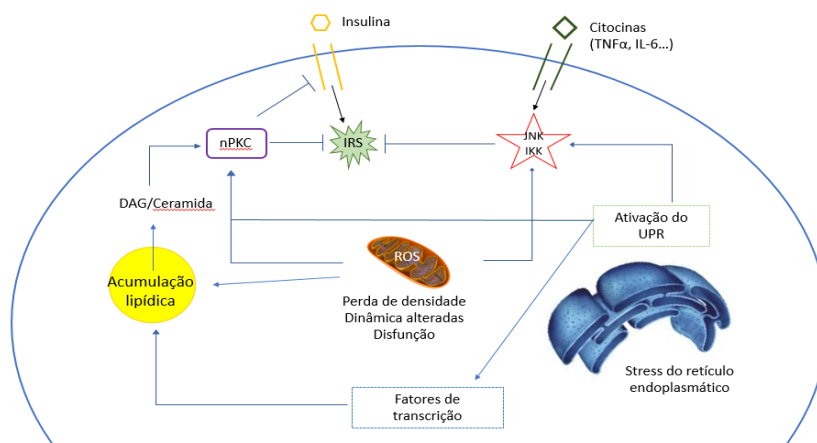 Insulina
Citocinas
(TNFα, IL-6...)
nPKC
IRS
JNK
IKK
DAG/Ceramida
Ativação do
UPR
ROS
Acumulação
lipídica
Perda de densidade
Dinâmica alteradas
Disfunção
Stress do retículo
endoplasmático
Fatores de
transcrição